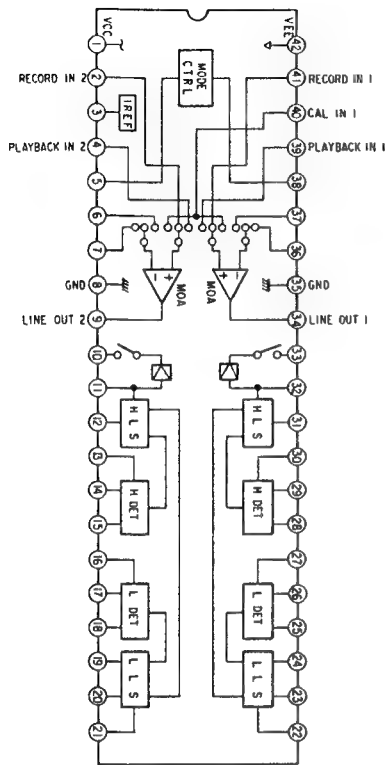 VCC
VEE
1
42
RECORD IN 2
2
MODE CTRL
41
RECORD IN 1
3
IREF
40
CAL IN 1
PLAYBACK IN 2
4
39
PLAYBACK IN 1
5
38
6
37
7
36
GND
8
35
GND
- +
MOA
+ -
MOA
LINE OUT 2
9
34
LINE OUT 1
10
33
11
32
12
HLS
HLS
31
13
30
14
H DET
H DET
29
15
28
16
27
17
L DET
L DET
26
18
25
19
LLS
LLS
24
20
23
21
22